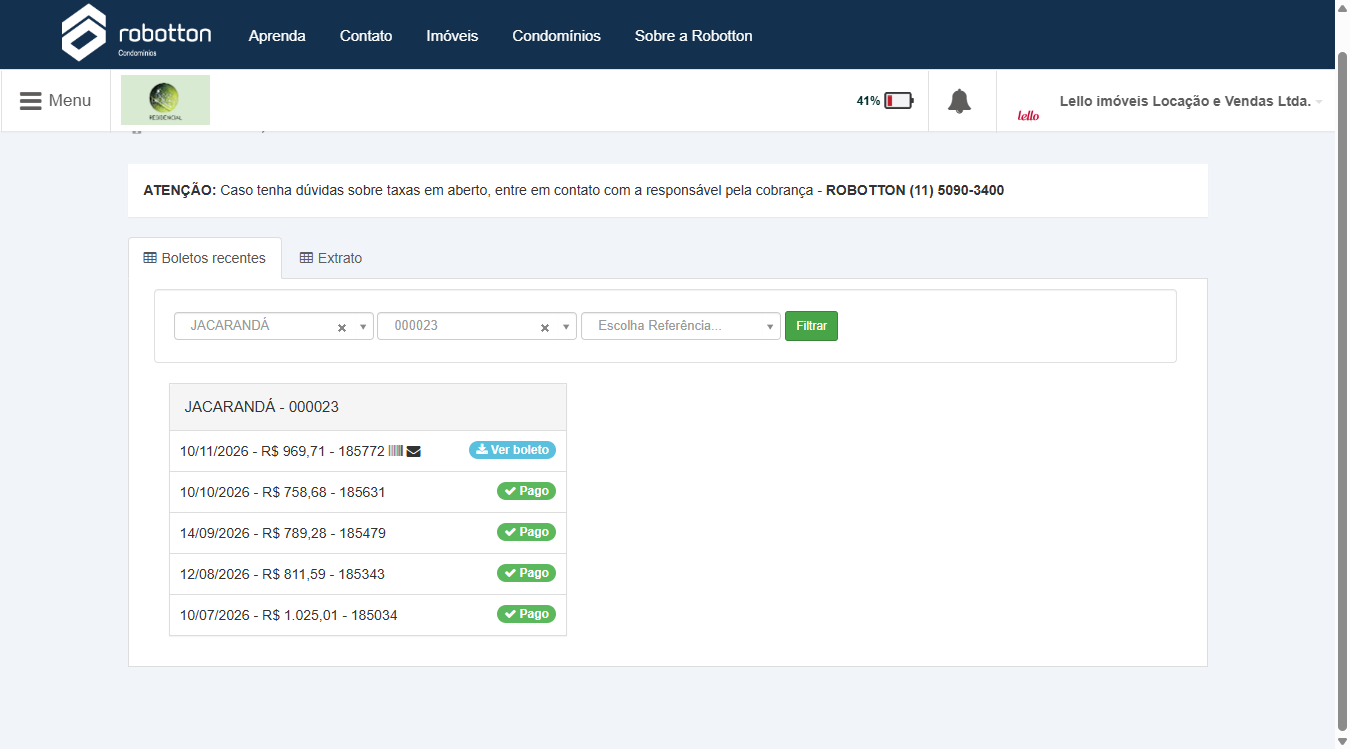 robotton
Condomínios
Aprenda Contato Imóveis Condomínios Sobre a Robotton
Menu
RESIDENCIAL
41%
lello
Lello imóveis Locação e Vendas Ltda.
ATENÇÃO: Caso tenha dúvidas sobre taxas em aberto, entre em contato com a responsável pela cobrança - ROBOTTON (11) 5090-3400
Boletos recentes Extrato
JACARANDÁ × 000023 × Escolha Referência... Filtrar
JACARANDÁ - 000023
10/11/2026 - R$ 969,71 - 185772 Ver boleto
10/10/2026 - R$ 758,68 - 185631 Pago
14/09/2026 - R$ 789,28 - 185479 Pago
12/08/2026 - R$ 811,59 - 185343 Pago
10/07/2026 - R$ 1.025,01 - 185034 Pago